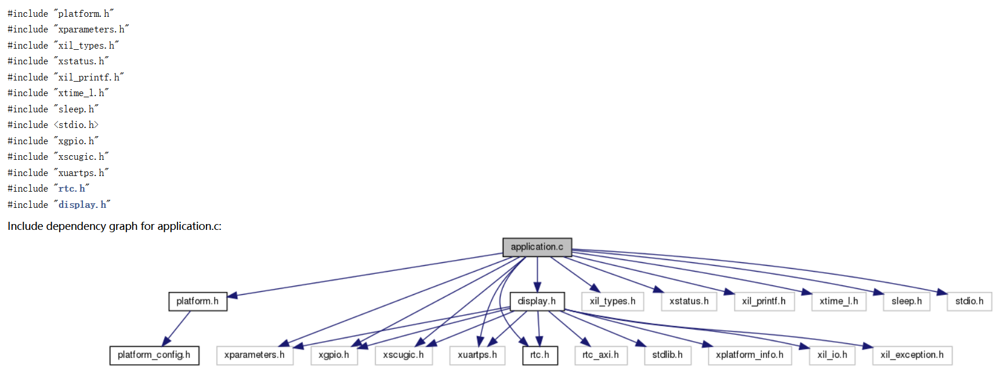 #include "platform.h"
#include "xparameters.h"
#include "xil_types.h"
#include "xstatus.h"
#include "xil_printf.h"
#include "xtime_l.h"
#include "sleep.h"
#include <stdio.h>
#include "xgpio.h"
#include "xscugic.h"
#include "xuartps.h"
#include "rtc.h"
#include "display.h"
Include dependency graph for application.c:
application.c
platform.h display.h xil_types.h xstatus.h xil_printf.h xtime_l.h sleep.h stdio.h
platform_config.h xparameters.h xgpio.h xscugic.h xuartps.h rtc.h rtc_axi.h stdlib.h xplatform_info.h xil_io.h xil_exception.h